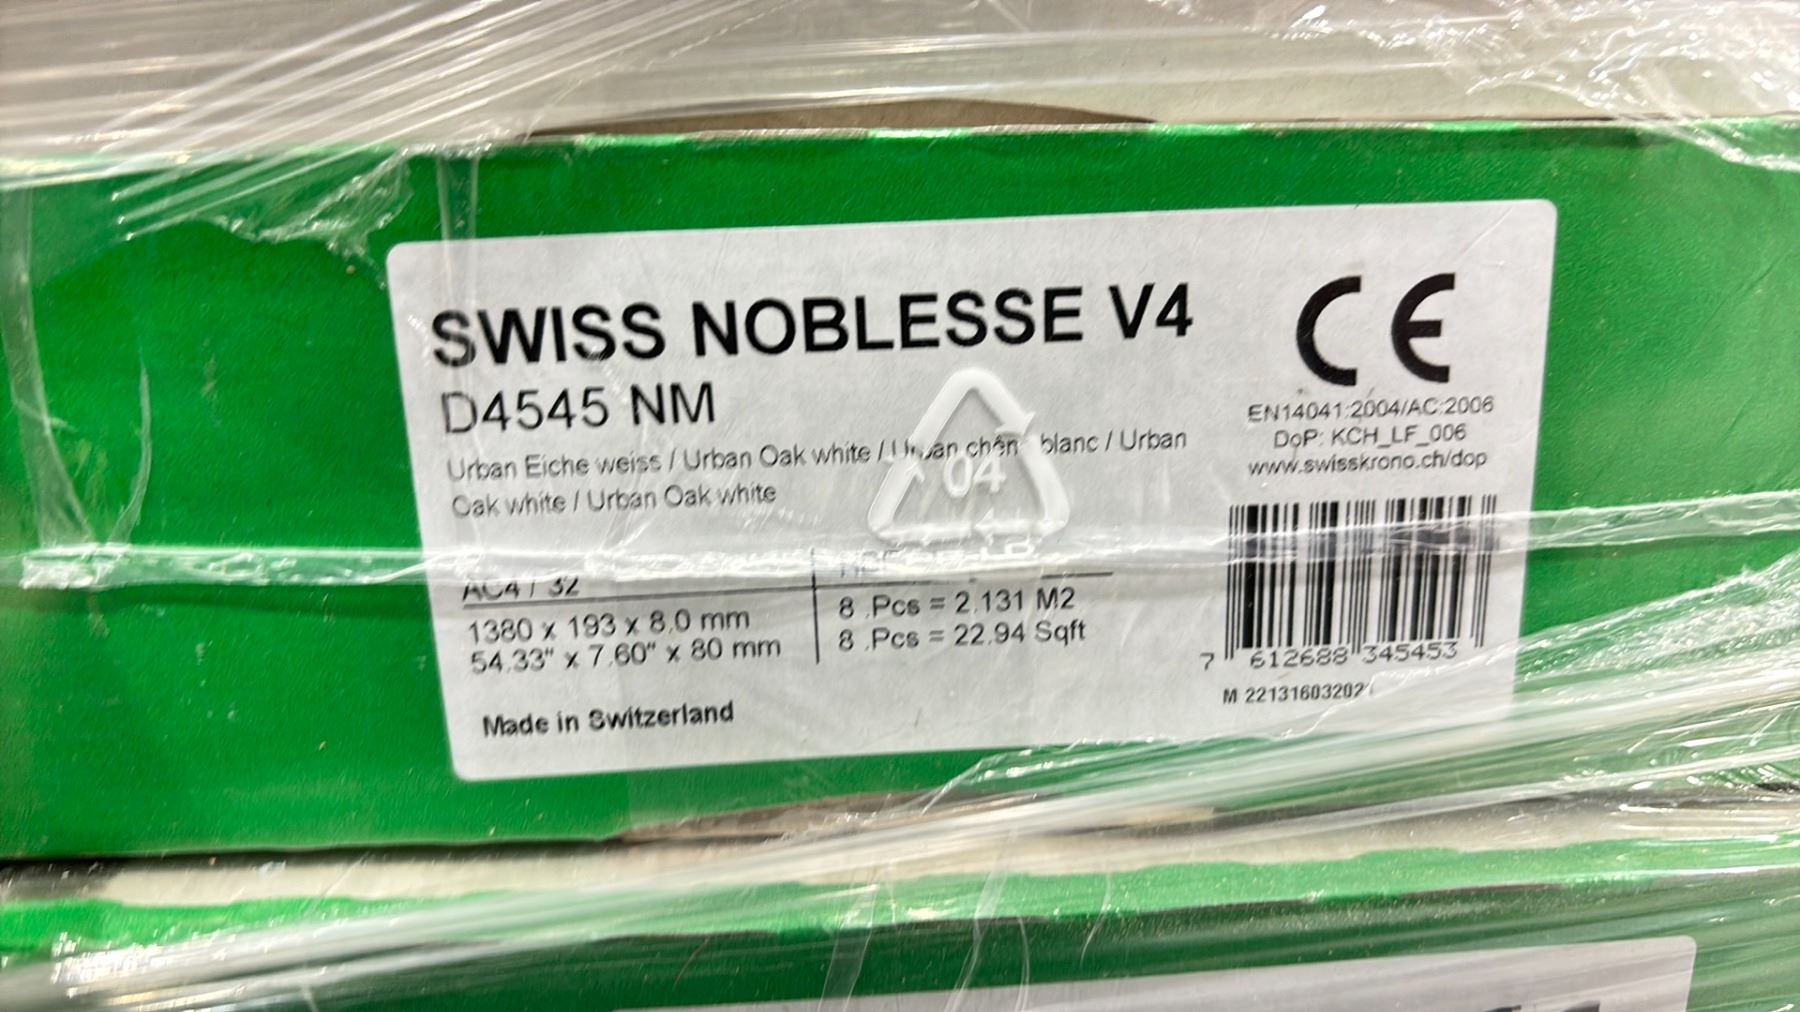 SWISS NOBLESSE V4
D4545 NM
Urban Eiche weiss / Urban Oak white / Urban chêne blanc / Urban
Oak white / Urban Oak white
04
AC4 / 32
1380 x 193 x 8.0 mm
54.33" x 7.60" x 80 mm
8 .Pcs = 2.131 M2
8 .Pcs = 22.94 Sqft
Made in Switzerland
CE
EN14041:2004/AC:2006
DoP: KCH_LF_006
www.swisskrono.ch/dop
7 612688 345453
M